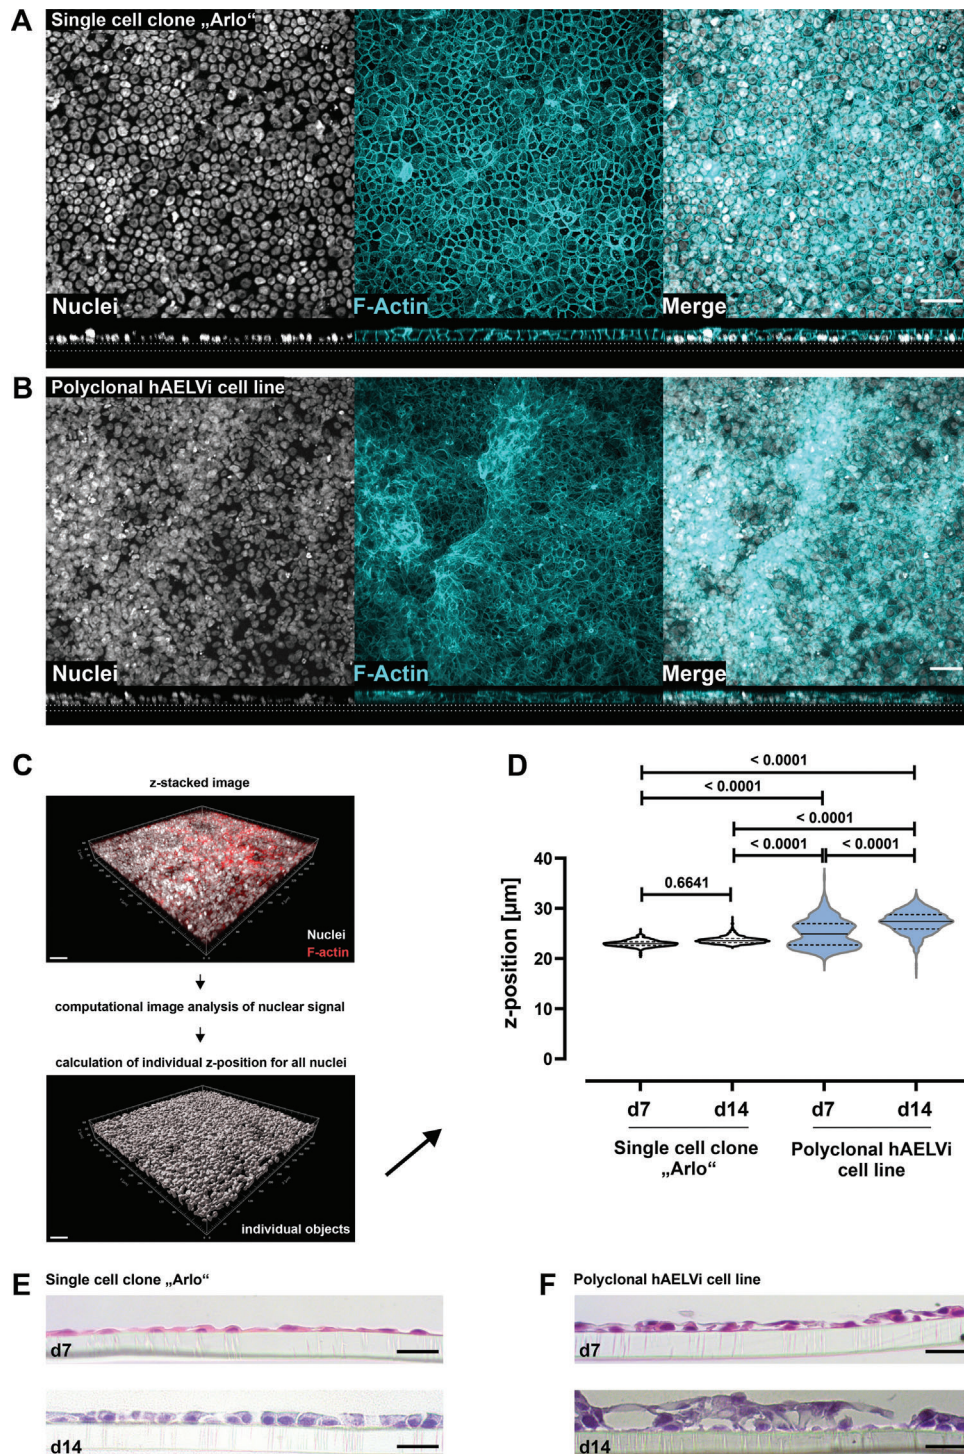 A
Single cell clone „Arlo“
Nuclei
F-Actin
Merge
B
Polyclonal hAELVi cell line
Nuclei
F-Actin
Merge
C
z-stacked image
Nuclei
F-actin
computational image analysis of nuclear signal
calculation of individual z-position for all nuclei
individual objects
D
< 0.0001
< 0.0001
< 0.0001
< 0.0001
< 0.0001
0.6641
z-position [µm]
40
30
20
10
0
d7
d14
d7
d14
Single cell clone
„Arlo“
Polyclonal hAELVi
cell line
E
Single cell clone „Arlo“
d7
d14
F
Polyclonal hAELVi cell line
d7
d14